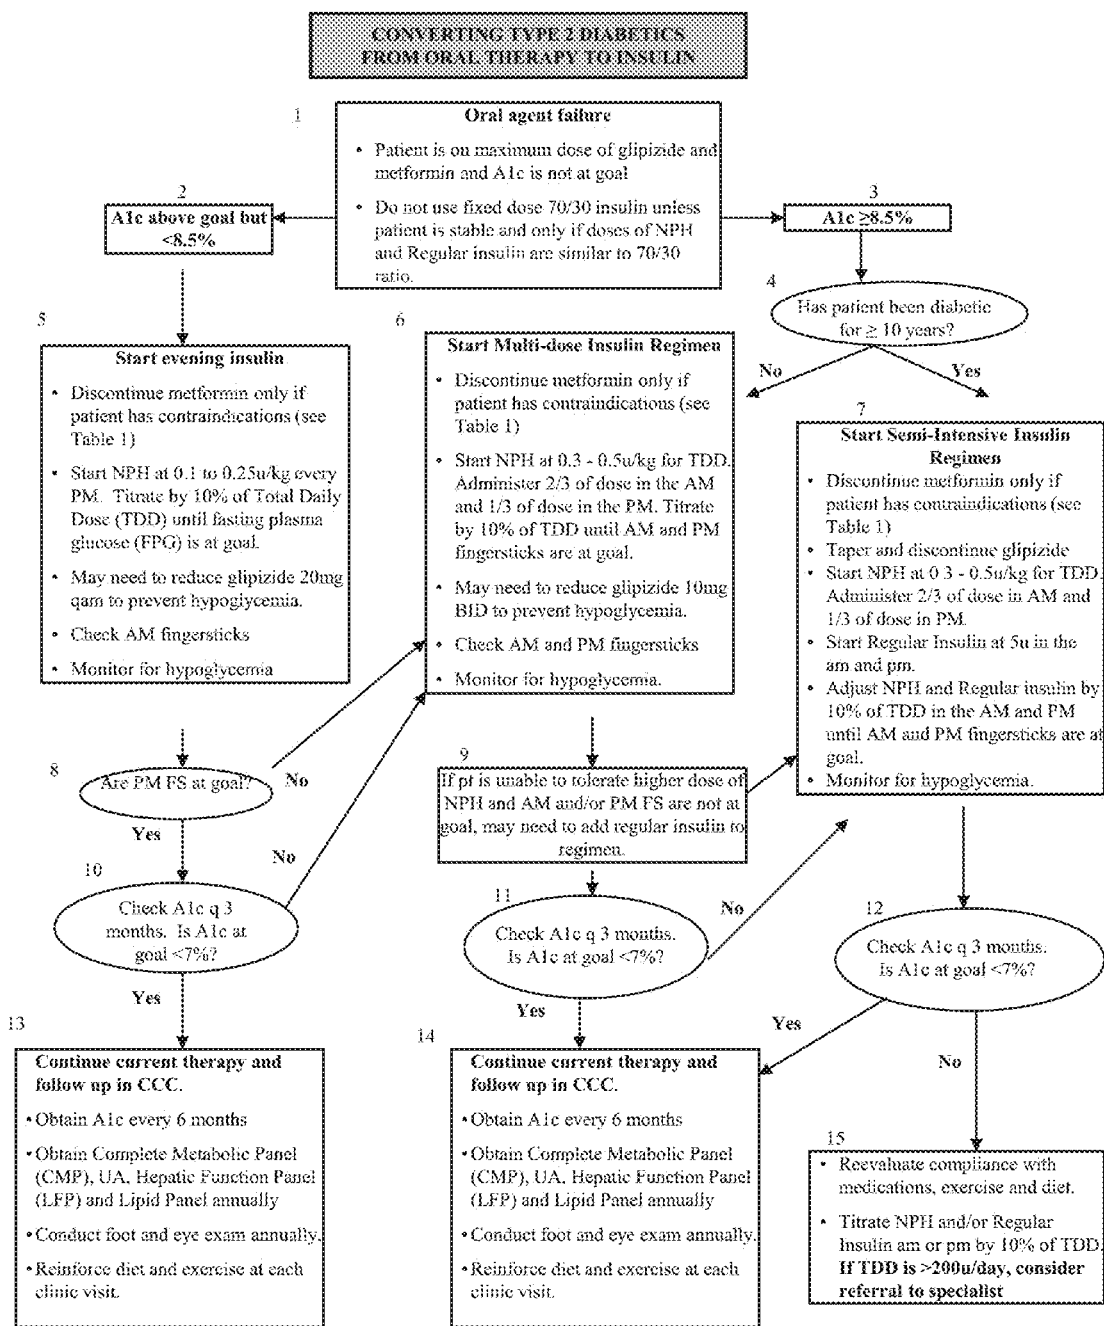 CONVERTING TYPE 2 DIABETICS
FROM ORAL THERAPY TO INSULIN
1
Oral agent failure
• Patient is on maximum dose of glipizide and
metformin and A1c is not at goal
• Do not use fixed dose 70/30 insulin unless
patient is stable and only if doses of NPH
and Regular insulin are similar to 70/30
ratio.
2
A1c above goal but
<8.5%
3
A1c ≥8.5%
4
Has patient been diabetic
for ≥ 10 years?
No
Yes
5
Start evening insulin
• Discontinue metformin only if
patient has contraindications (see
Table 1)
• Start NPH at 0.1 to 0.25u/kg every
PM. Titrate by 10% of Total Daily
Dose (TDD) until fasting plasma
glucose (FPG) is at goal.
• May need to reduce glipizide 20mg
qam to prevent hypoglycemia.
• Check AM fingersticks
• Monitor for hypoglycemia
6
Start Multi-dose Insulin Regimen
• Discontinue metformin only if
patient has contraindications (see
Table 1)
• Start NPH at 0.3 - 0.5u/kg for TDD.
Administer 2/3 of dose in the AM
and 1/3 of dose in the PM. Titrate
by 10% of TDD until AM and PM
fingersticks are at goal.
• May need to reduce glipizide 10mg
BID to prevent hypoglycemia.
• Check AM and PM fingersticks
• Monitor for hypoglycemia.
7
Start Semi-Intensive Insulin
Regimen
• Discontinue metformin only if
patient has contraindications (see
Table 1)
• Taper and discontinue glipizide
• Start NPH at 0.3 - 0.5u/kg for TDD.
Administer 2/3 of dose in AM and
1/3 of dose in PM.
• Start Regular Insulin at 5u in the
am and pm.
• Adjust NPH and Regular insulin by
10% of TDD in the AM and PM
until AM and PM fingersticks are at
goal.
• Monitor for hypoglycemia.
8
Are PM FS at goal?
No
Yes
9
If pt is unable to tolerate higher dose of
NPH and AM and/or PM FS are not at
goal, may need to add regular insulin to
regimen.
10
Check A1c q 3
months. Is A1c at
goal <7%?
No
Yes
11
Check A1c q 3 months.
Is A1c at goal <7%?
No
Yes
12
Check A1c q 3 months.
Is A1c at goal <7%?
Yes
No
13
Continue current therapy and
follow up in CCC.
• Obtain A1c every 6 months
• Obtain Complete Metabolic Panel
(CMP), UA, Hepatic Function Panel
(LFP) and Lipid Panel annually
• Conduct foot and eye exam annually.
• Reinforce diet and exercise at each
clinic visit.
14
Continue current therapy and
follow up in CCC.
• Obtain A1c every 6 months
• Obtain Complete Metabolic Panel
(CMP), UA, Hepatic Function Panel
(LFP) and Lipid Panel annually
• Conduct foot and eye exam annually.
• Reinforce diet and exercise at each
clinic visit.
15
• Reevaluate compliance with
medications, exercise and diet.
• Titrate NPH and/or Regular
Insulin am or pm by 10% of TDD.
If TDD is >200u/day, consider
referral to specialist